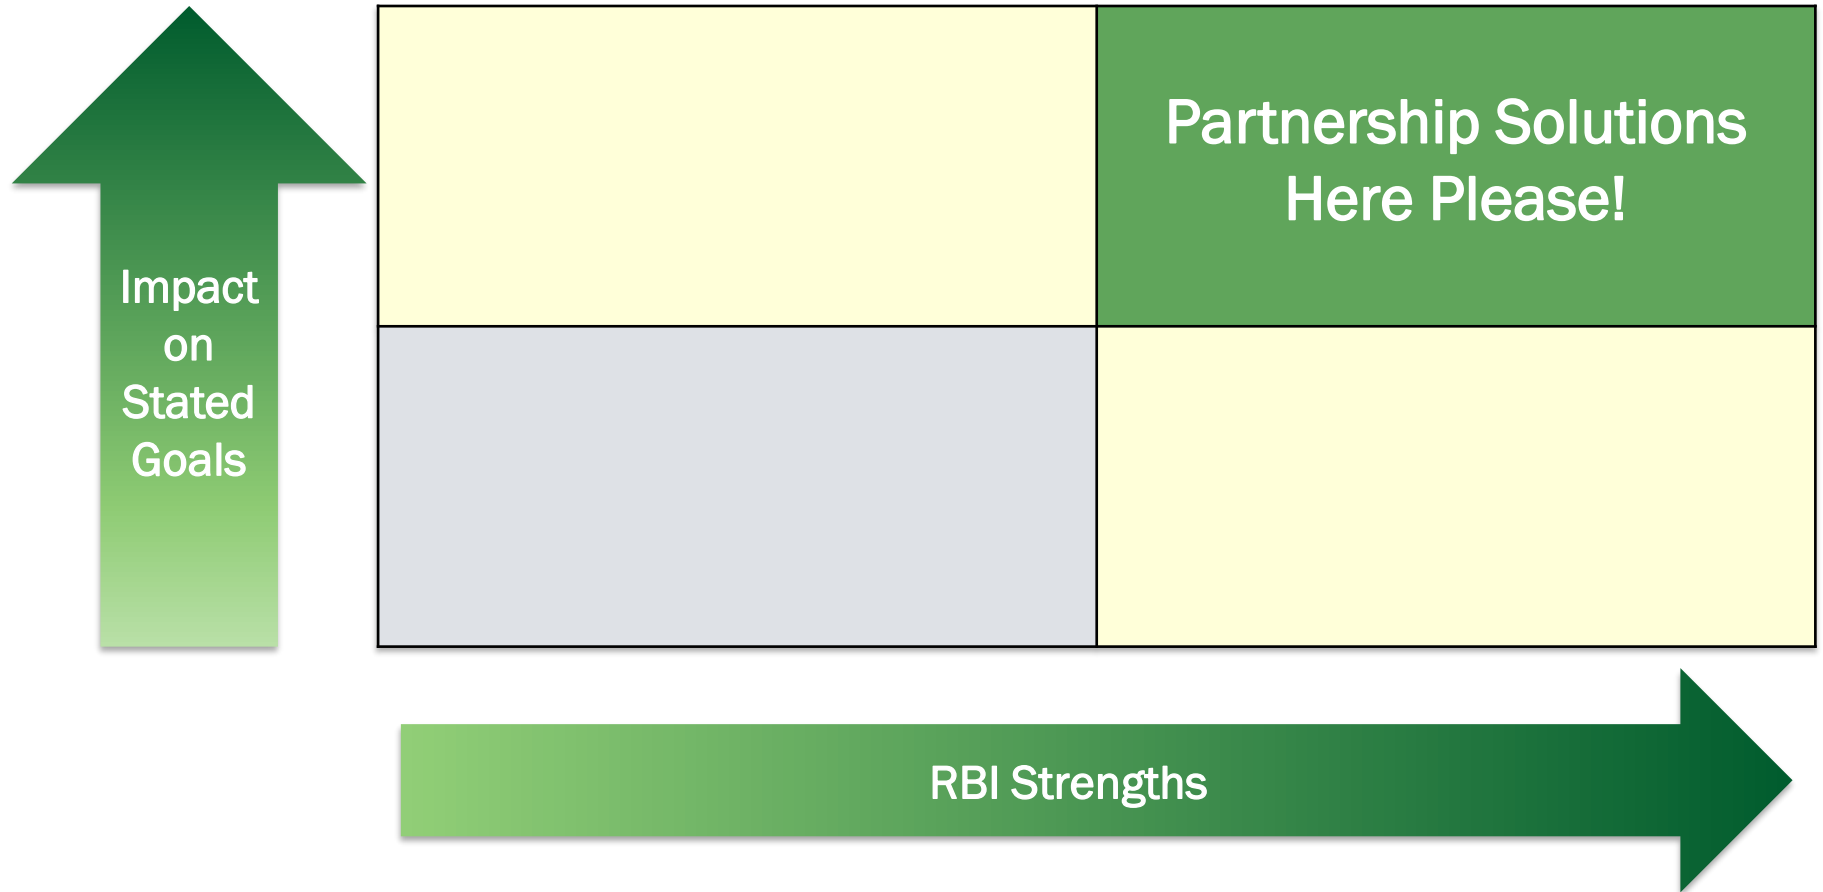 Partnership Solutions
Here Please!
Impact
on
Stated
Goals
RBI Strengths